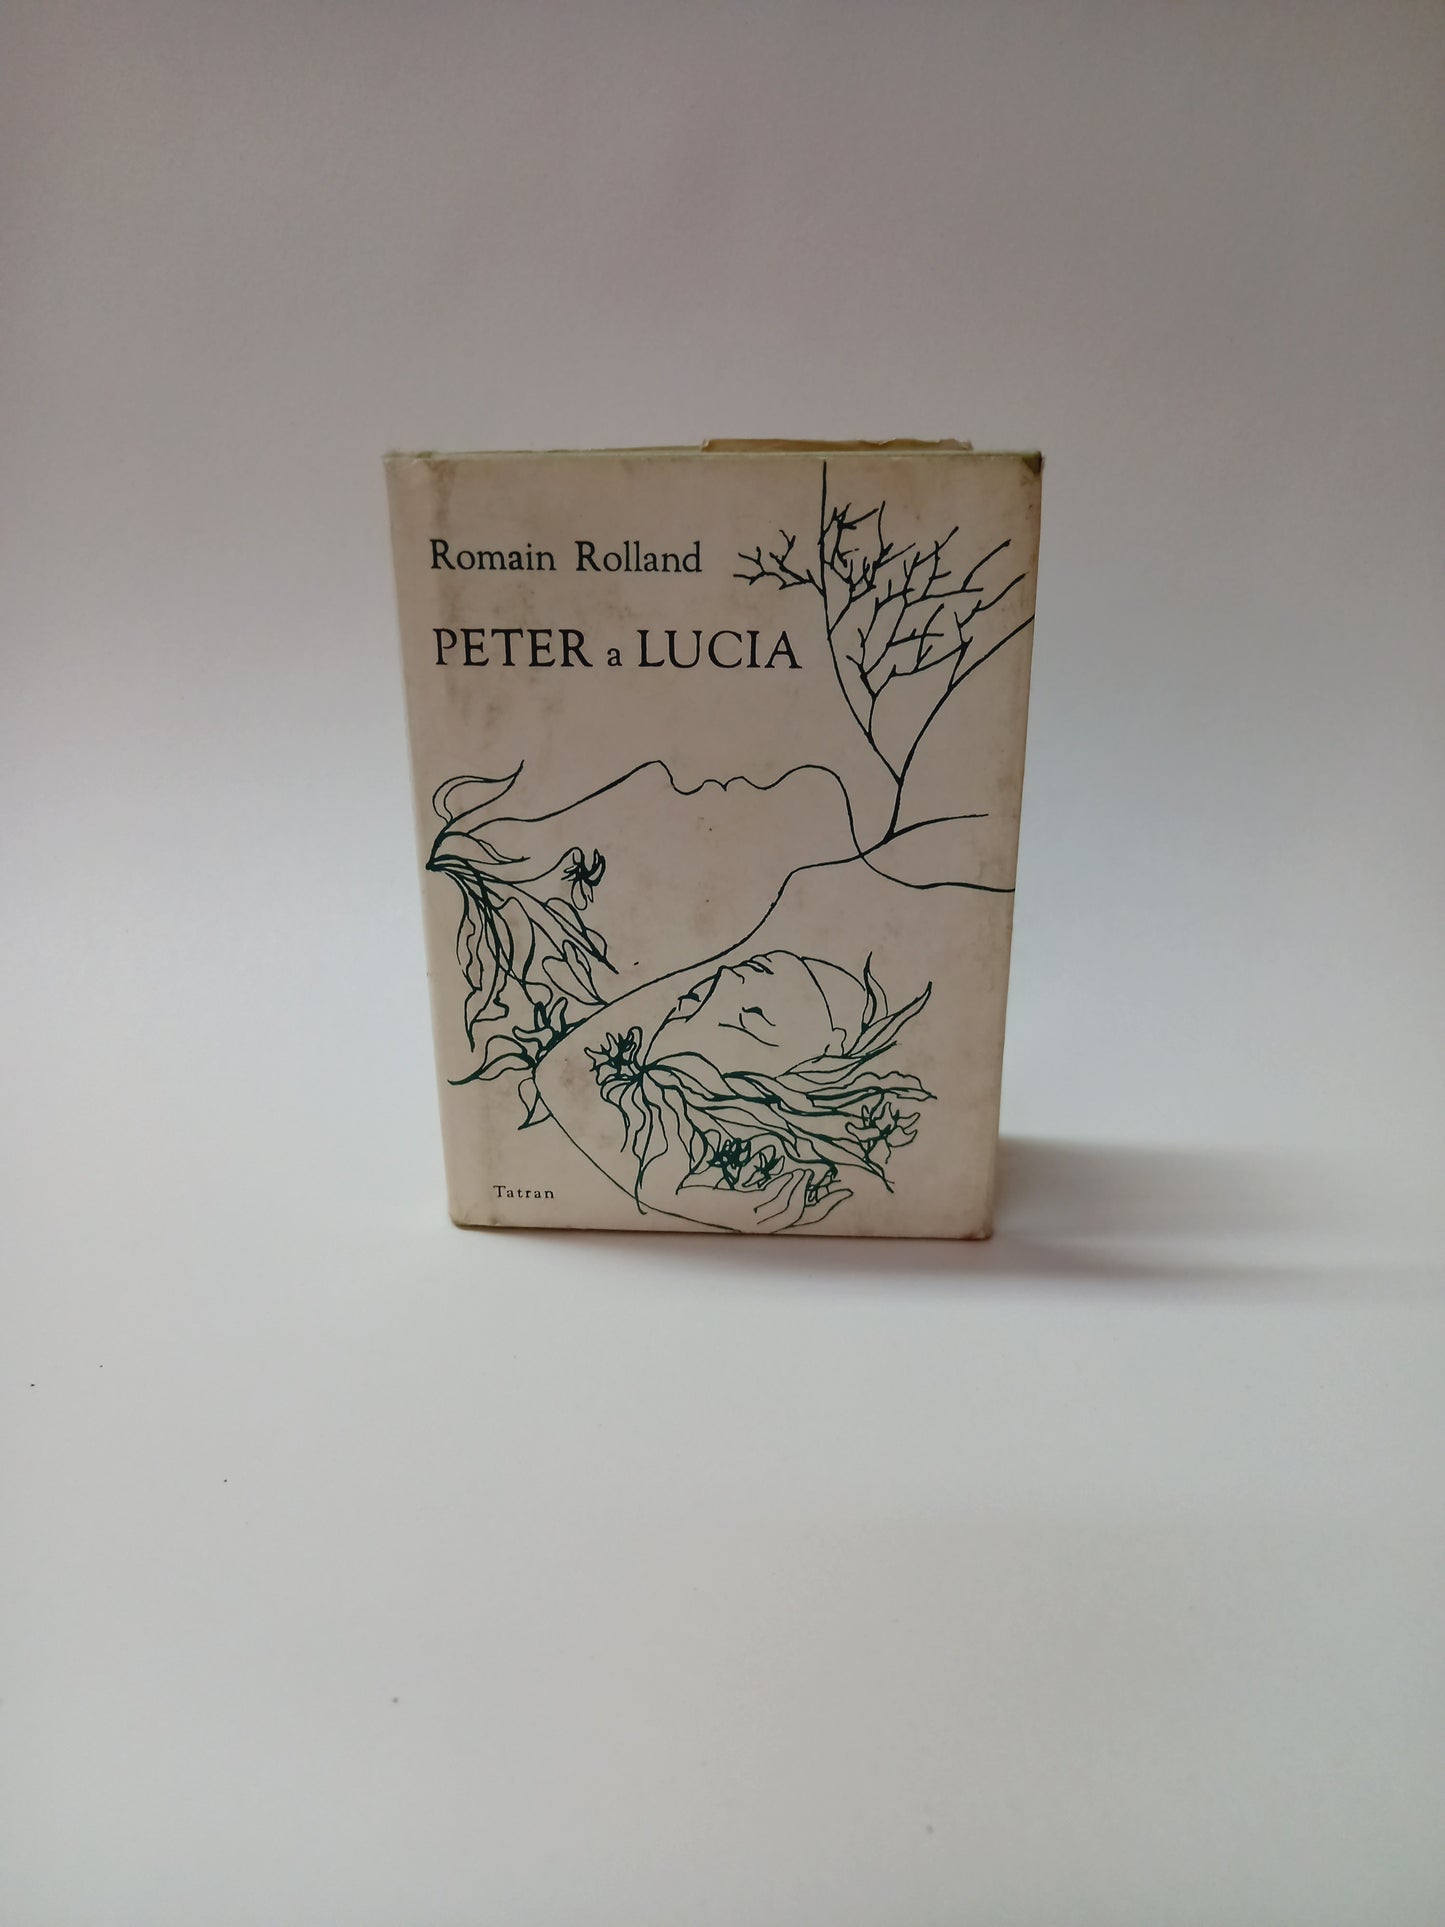 Romain Rolland
PETER a LUCIA
Tatran